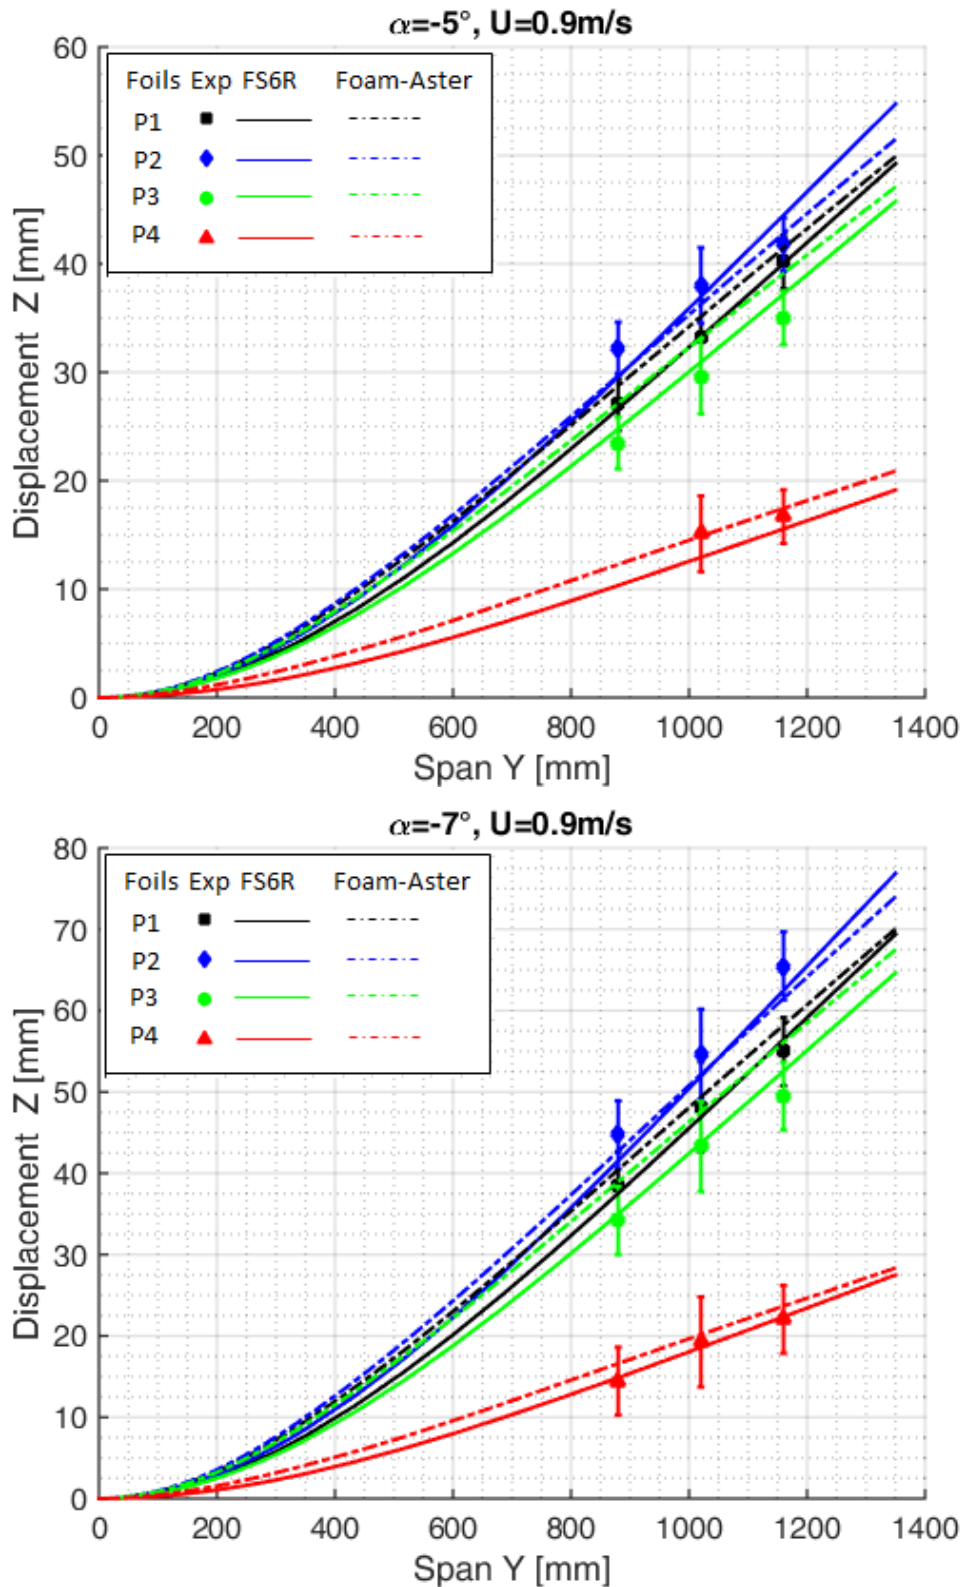 α=-5°, U=0.9m/s
60
50
40
30
20
10
0
Displacement Z [mm]
Foils Exp FS6R Foam-Aster
P1
P2
P3
P4
0 200 400 600 800 1000 1200 1400
Span Y [mm]
α=-7°, U=0.9m/s
80
70
60
50
40
30
20
10
0
Displacement Z [mm]
Foils Exp FS6R Foam-Aster
P1
P2
P3
P4
0 200 400 600 800 1000 1200 1400
Span Y [mm]